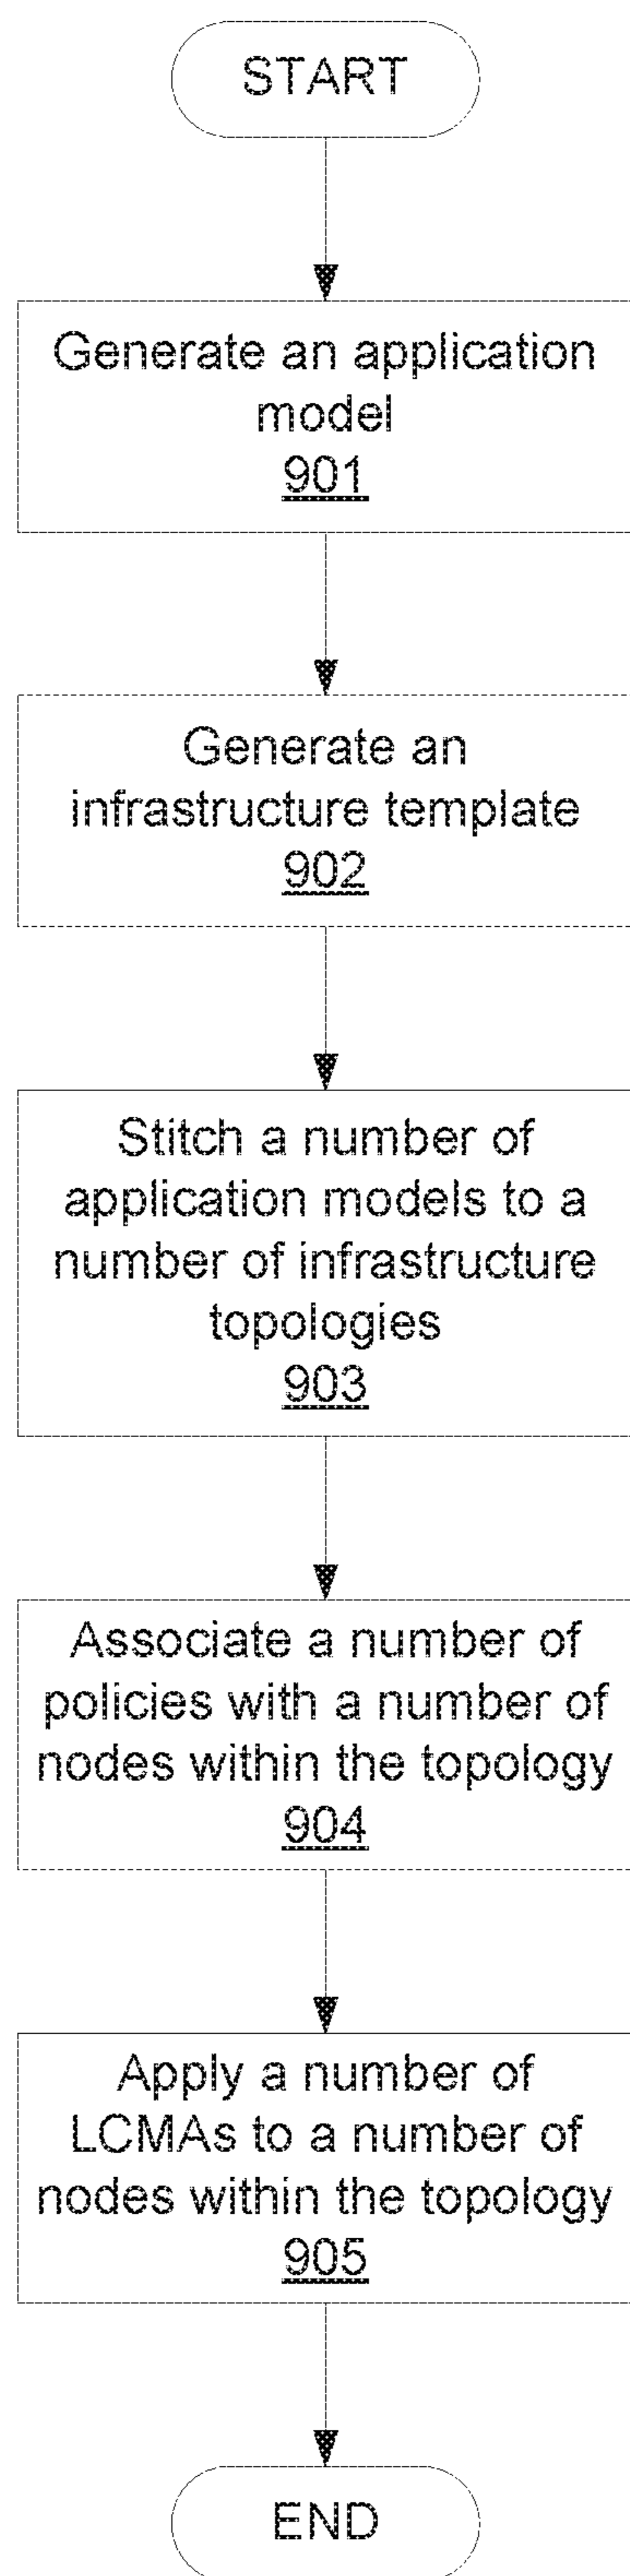 START
Generate an application
model
901
Generate an
infrastructure template
902
Stitch a number of
application models to a
number of infrastructure
topologies
903
Associate a number of
policies with a number of
nodes within the topology
904
Apply a number of
LCMAs to a number of
nodes within the topology
905
END